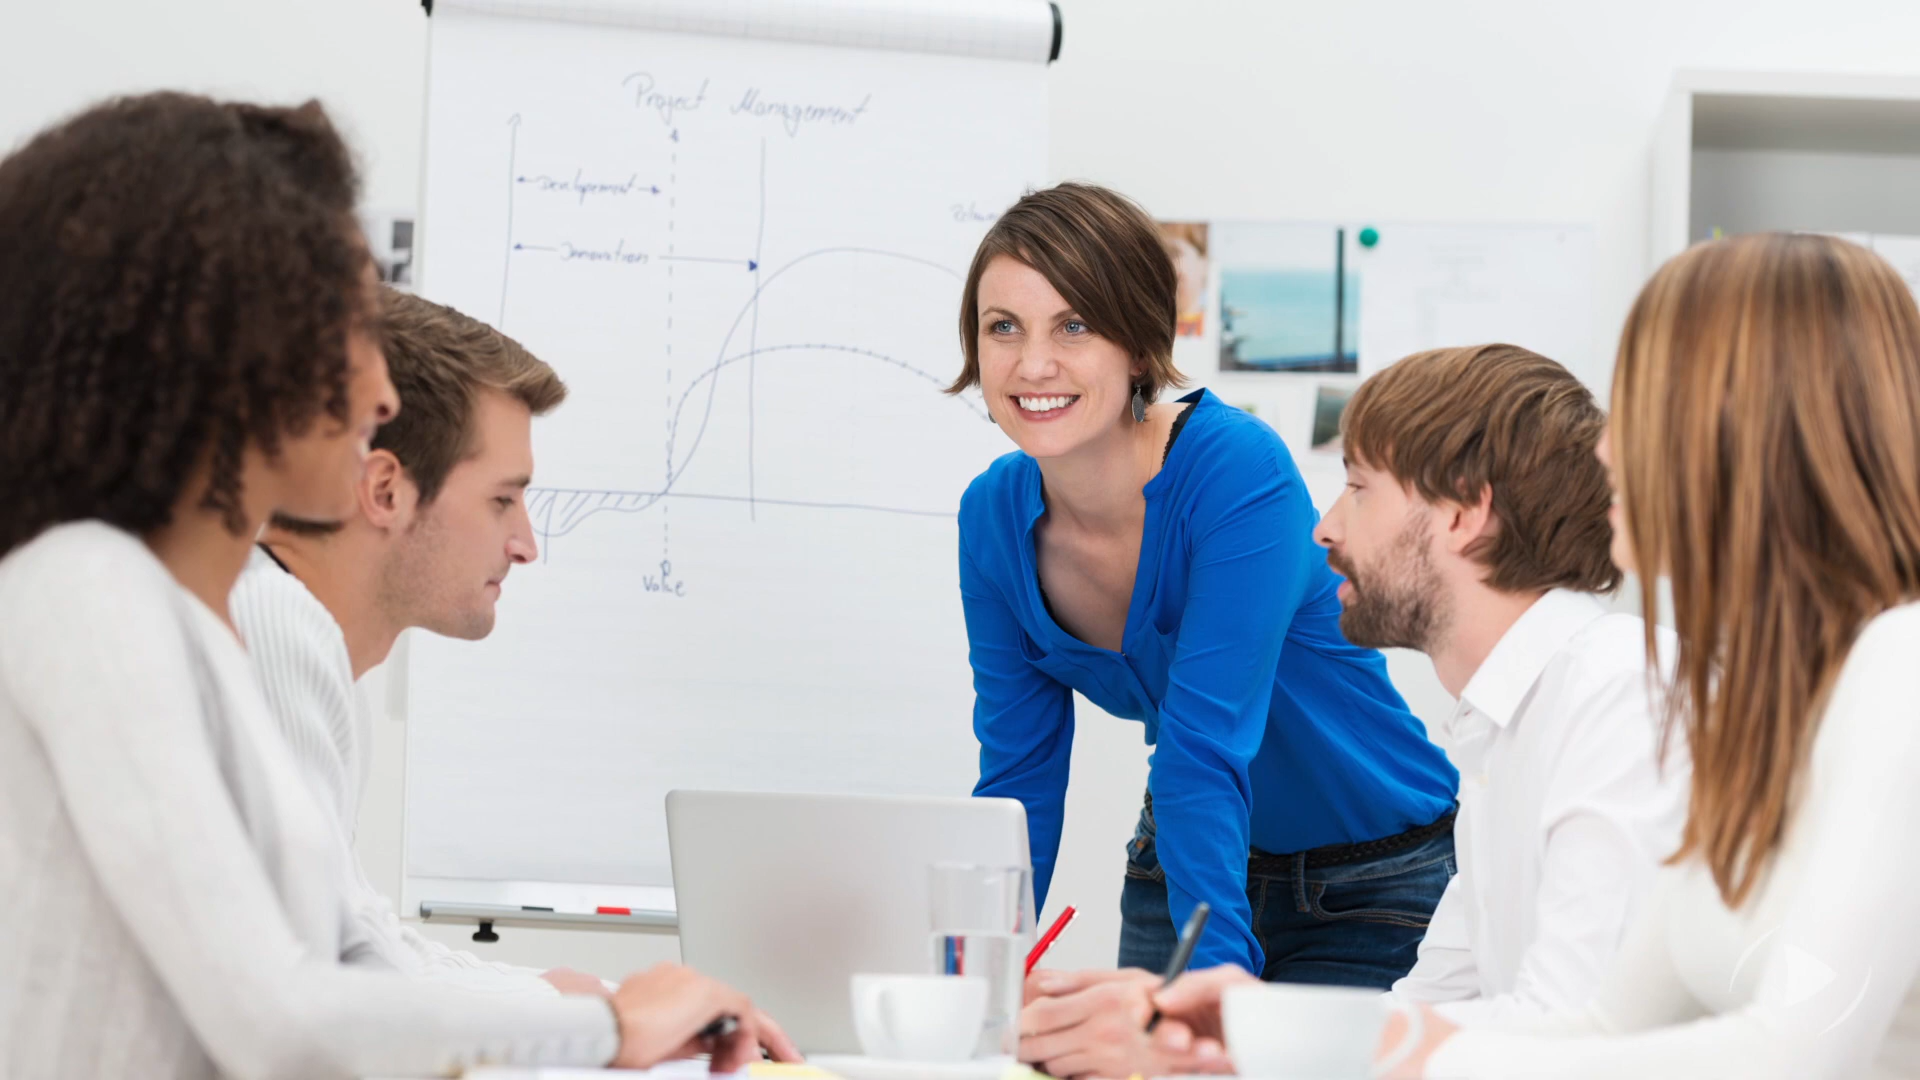 Project Management
Development
Innovations
Value